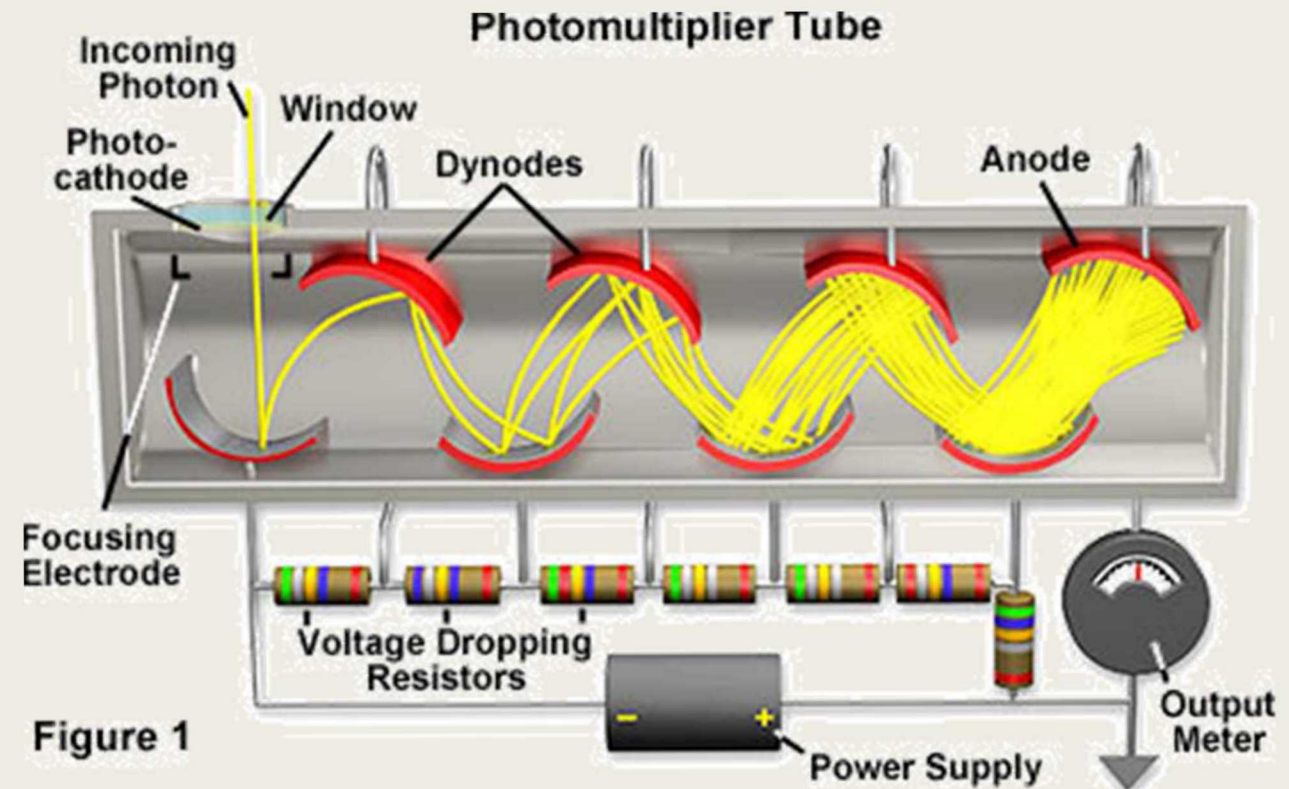 Photomultiplier Tube
Incoming
Photon
Window
Photo-
cathode
Dynodes
Anode
Focusing
Electrode
Voltage Dropping
Resistors
Output
Meter
Figure 1
Power Supply